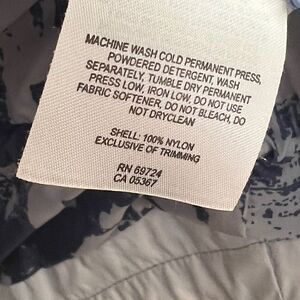 MACHINE WASH COLD PERMANENT PRESS,
POWDERED DETERGENT, WASH
SEPARATELY, TUMBLE DRY PERMANENT
PRESS LOW, IRON LOW, DO NOT USE
FABRIC SOFTENER, DO NOT BLEACH, DO
NOT DRYCLEAN
SHELL: 100% NYLON
EXCLUSIVE OF TRIMMING
RN 69724
CA 05367